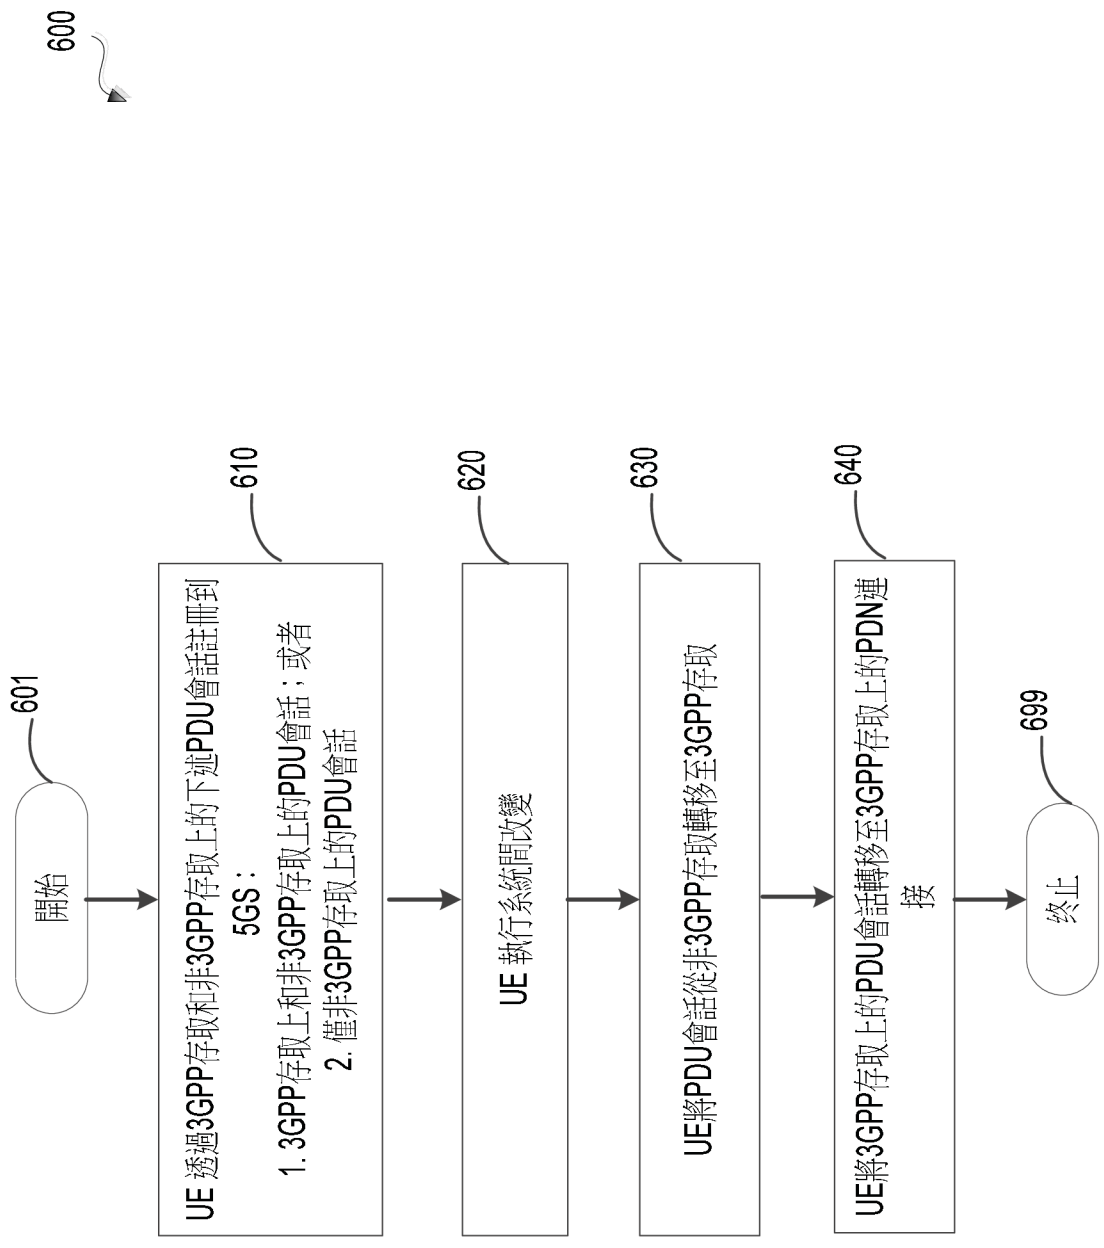 600
601
開始
610
UE 透過3GPP存取和非3GPP存取上的下述PDU會話註冊到
5GS：
1. 3GPP存取上和非3GPP存取上的PDU會話；或者
2. 僅非3GPP存取上的PDU會話
620
UE 執行系統間改變
630
UE將PDU會話從非3GPP存取轉移至3GPP存取
640
UE將3GPP存取上的PDU會話轉移至3GPP存取上的PDN連
接
699
终止